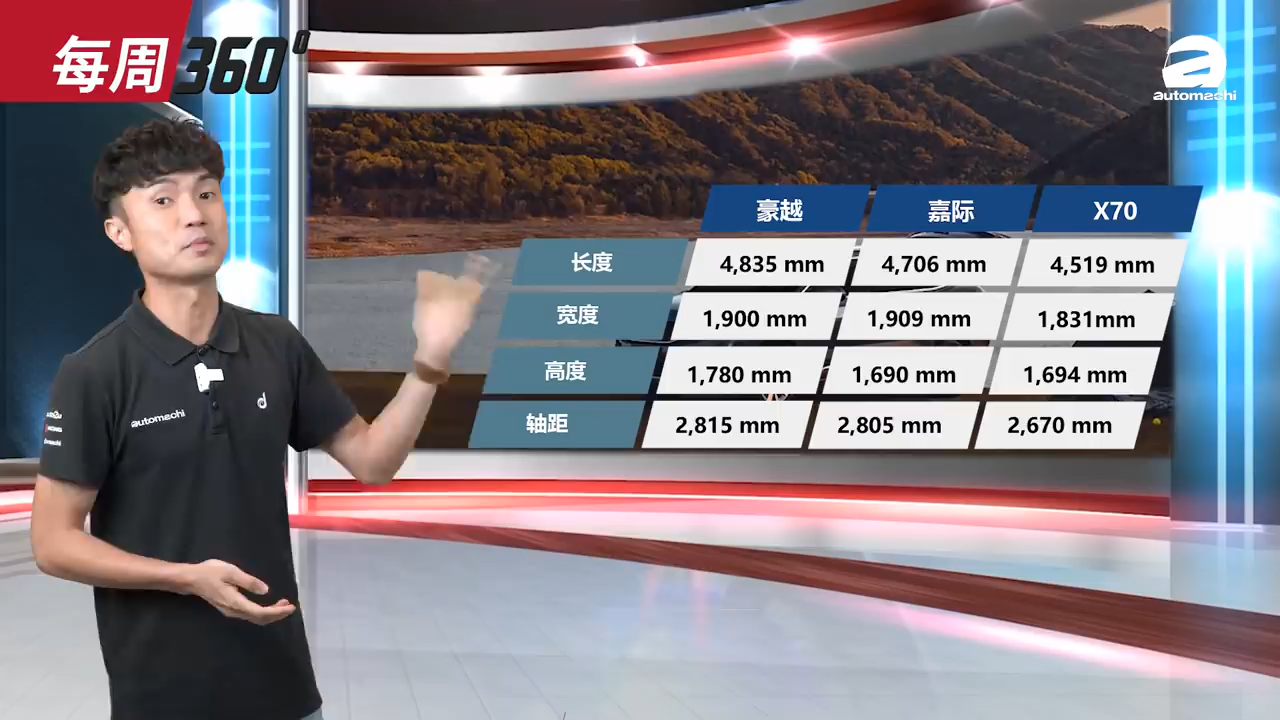 每周360°
automachi
豪越 嘉际 X70
长度 4,835 mm 4,706 mm 4,519 mm
宽度 1,900 mm 1,909 mm 1,831mm
高度 1,780 mm 1,690 mm 1,694 mm
轴距 2,815 mm 2,805 mm 2,670 mm
automachi